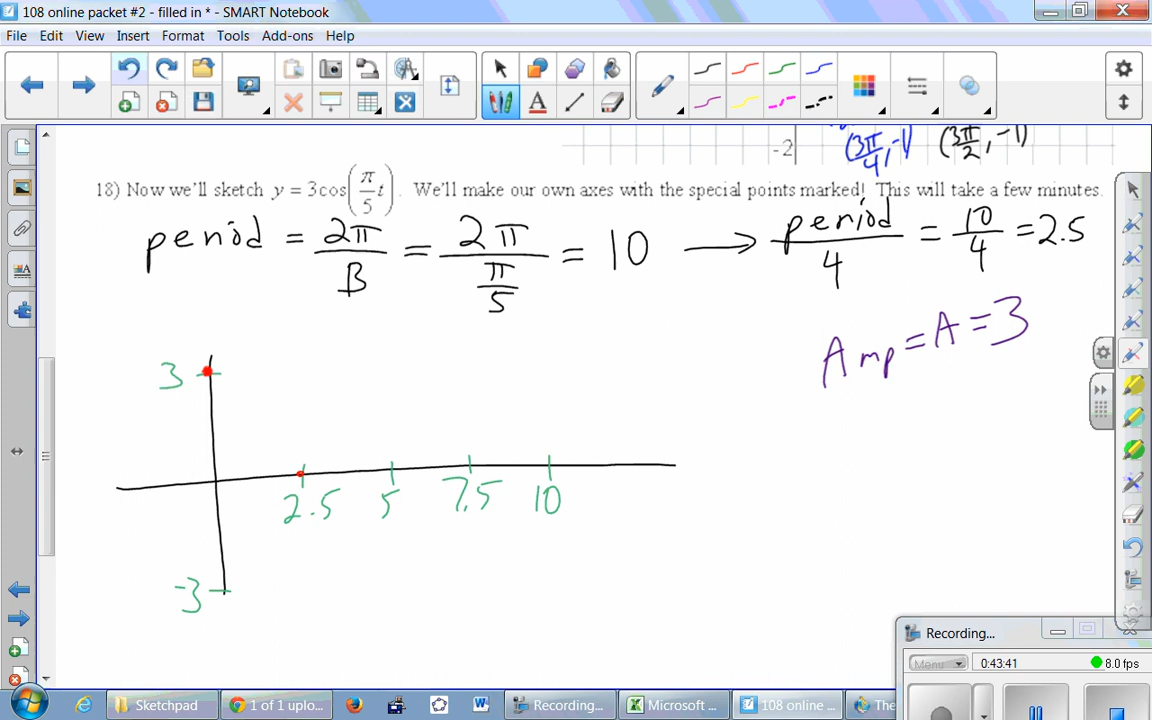 108 online packet #2 - filled in * - SMART Notebook
File Edit View Insert Format Tools Add-ons Help
-2 (3π/4, -1) (3π/2, -1)
18) Now we'll sketch y = 3cos(π/5 t). We'll make our own axes with the special points marked! This will take a few minutes.
period = 2π/B = 2π/(π/5) = 10 → period/4 = 10/4 = 2.5
Amp = A = 3
3
2.5 5 7.5 10
-3
Recording...
Menu 0:43:41 8.0 fps
Sketchpad 1 of 1 uplo... Recording... Microsoft ... 108 online ... The